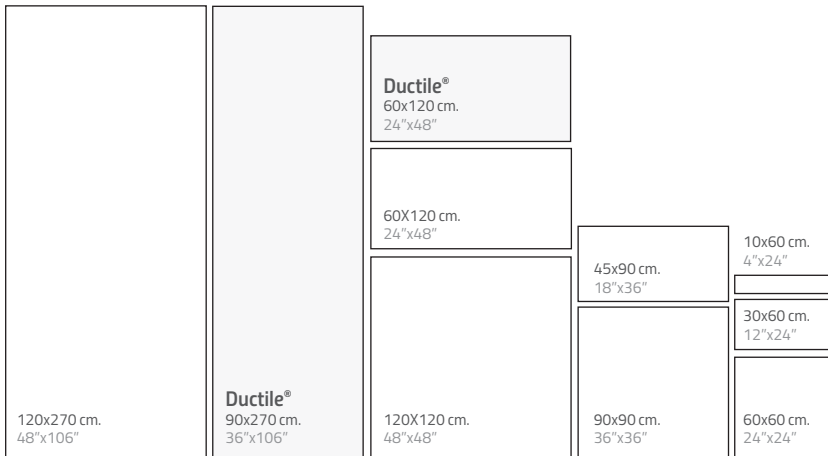 120x270 cm.
48”x106”
Ductile®
90x270 cm.
36”x106”
Ductile®
60x120 cm.
24”x48”
60X120 cm.
24”x48”
120X120 cm.
48”x48”
45x90 cm.
18”x36”
90x90 cm.
36”x36”
10x60 cm.
4”x24”
30x60 cm.
12”x24”
60x60 cm.
24”x24”